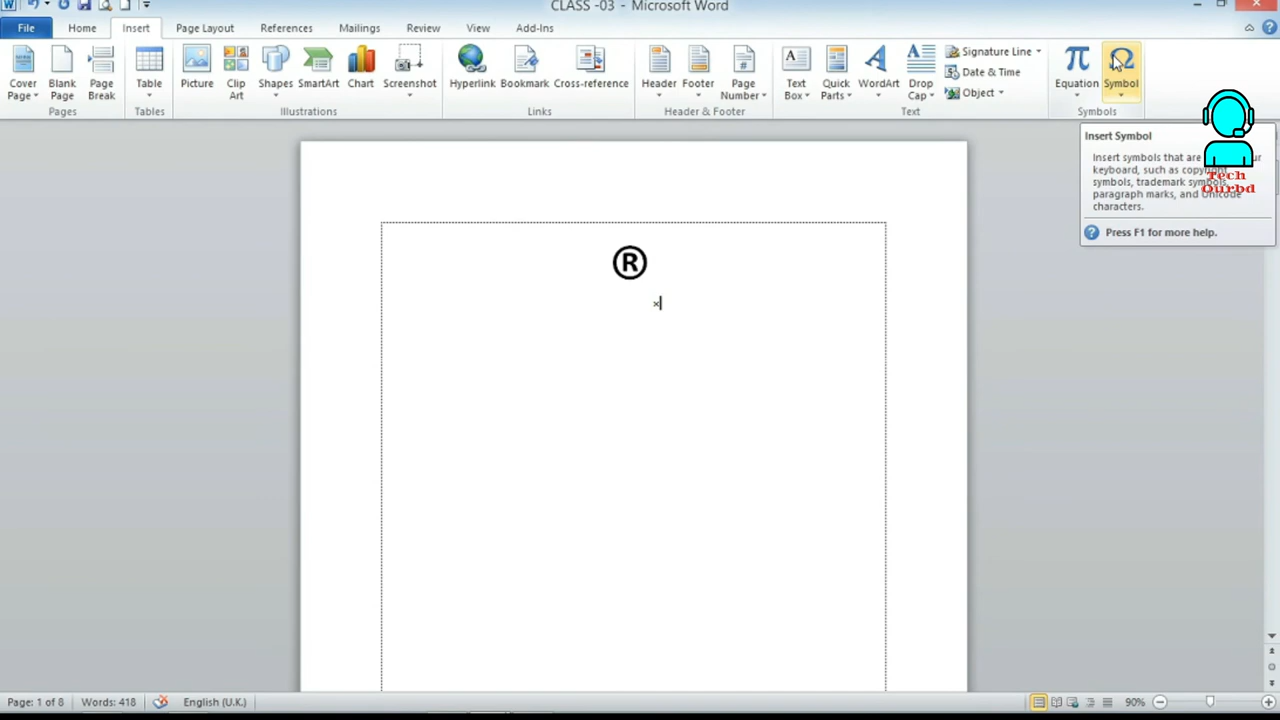 CLASS -03 - Microsoft Word
File Home Insert Page Layout References Mailings Review View Add-Ins
Cover Page
Blank Page
Page Break
Table
Picture
Clip Art
Shapes
SmartArt
Chart
Screenshot
Hyperlink
Bookmark
Cross-reference
Header
Footer
Page Number
Text Box
Quick Parts
WordArt
Drop Cap
Signature Line
Date & Time
Object
Equation
Symbol
Pages Tables Illustrations Links Header & Footer Text Symbols
Insert Symbol
Insert symbols that are
keyboard, such as copyright
symbols, trademark symbols,
paragraph marks, and Unicode
characters.
Press F1 for more help.
Tech
Qurbd
®
×
Page: 1 of 8 Words: 418 English (U.K.) 90%